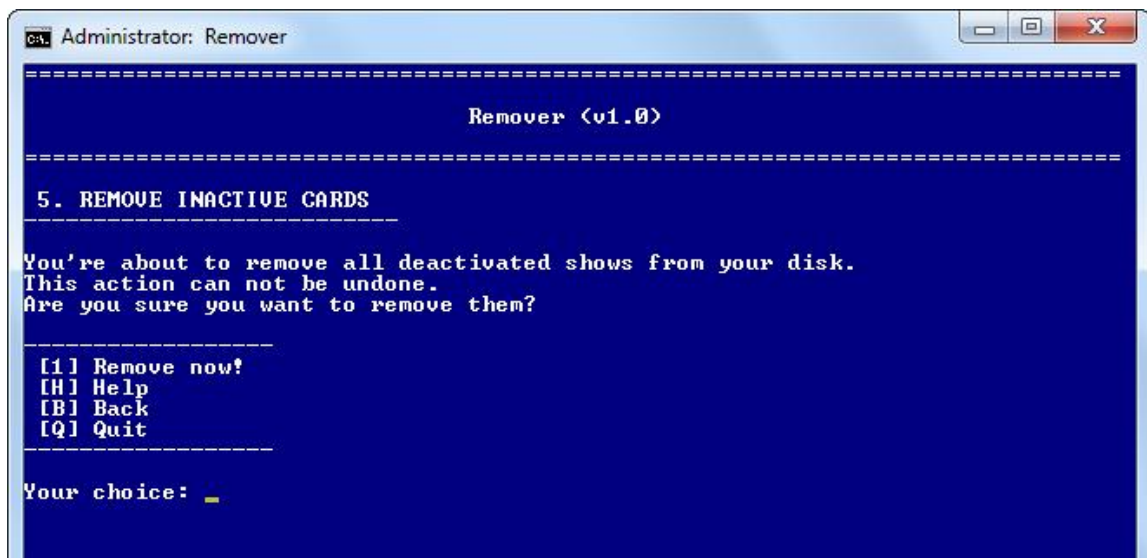 Administrator: Remover
================================================================================
Remover (v1.0)
================================================================================
5. REMOVE INACTIVE CARDS
You're about to remove all deactivated shows from your disk.
This action can not be undone.
Are you sure you want to remove them?
[1] Remove now!
[H] Help
[B] Back
[Q] Quit
Your choice: _